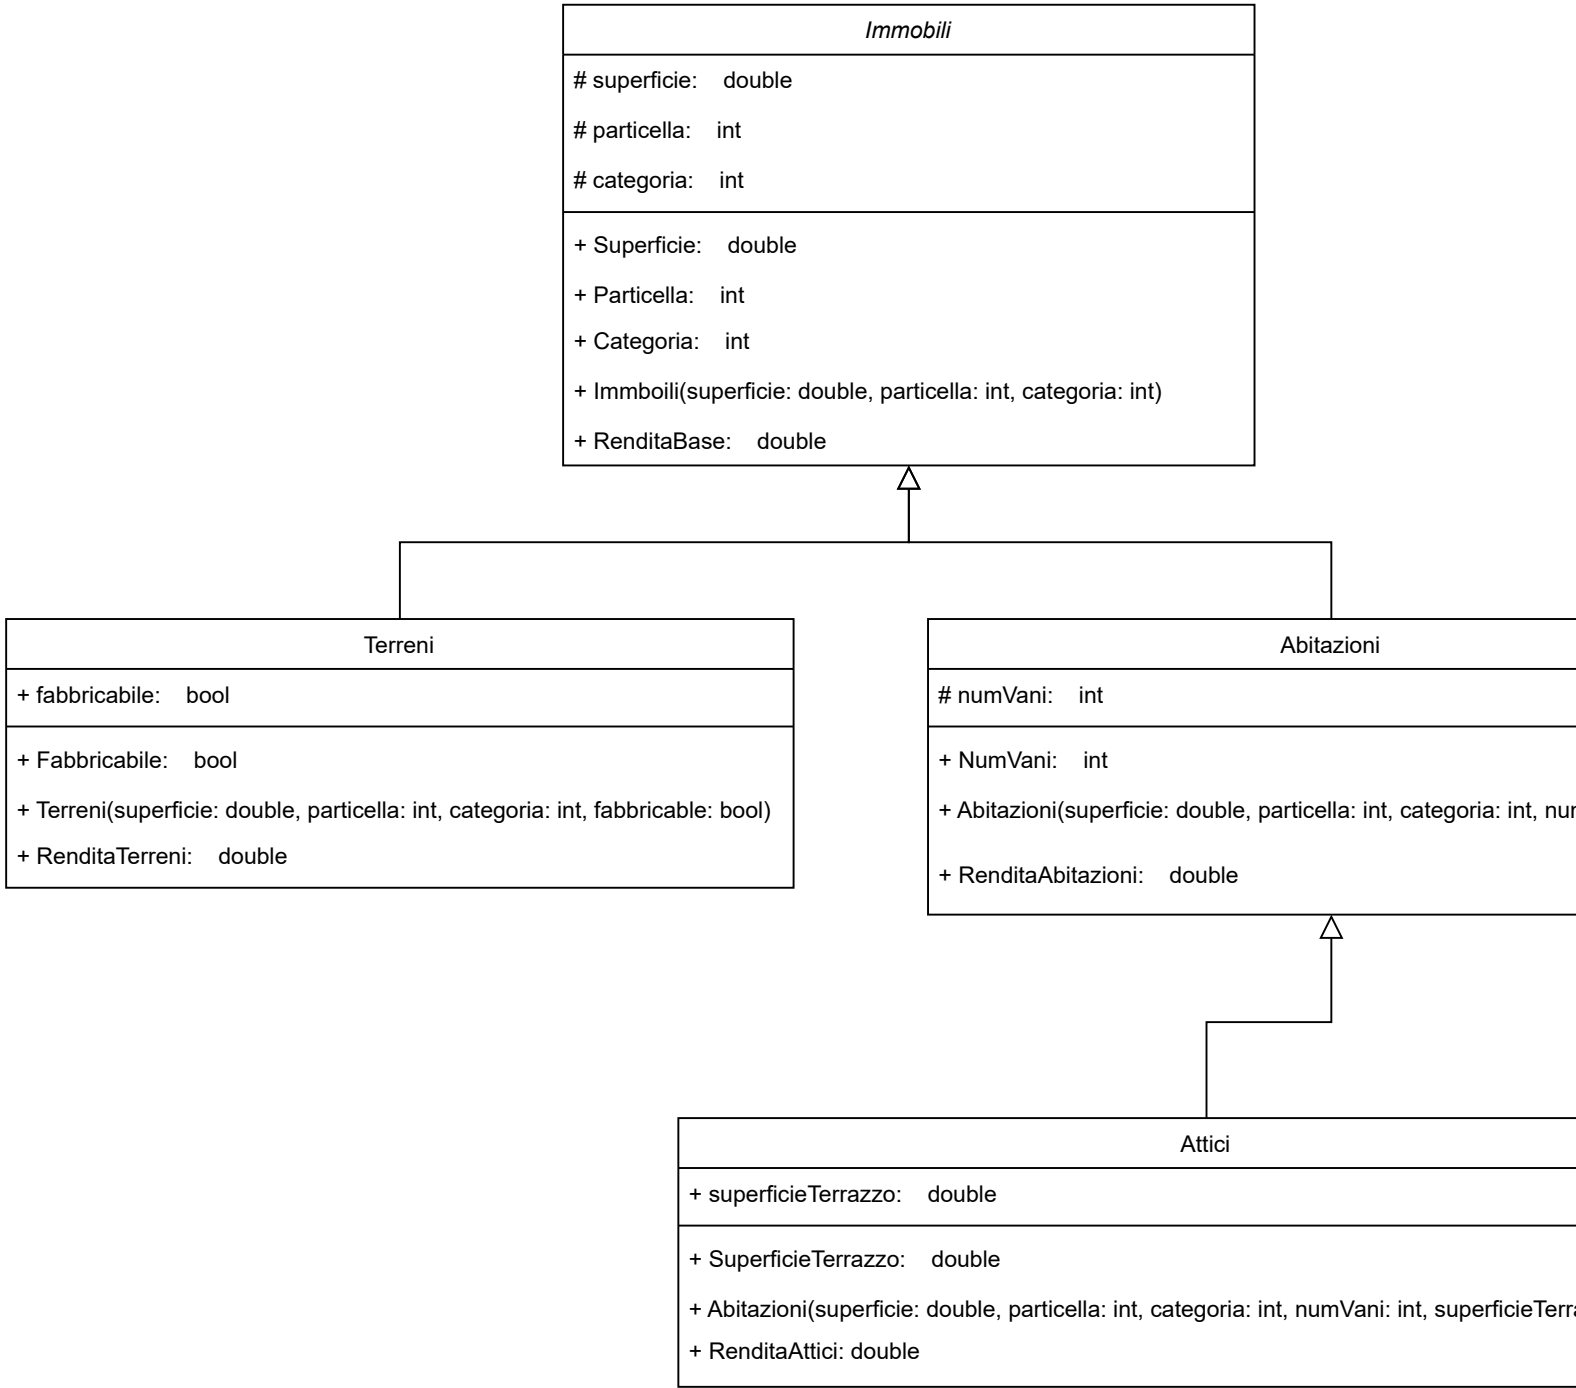 Immobili
# superficie: double
# particella: int
# categoria: int
+ Superficie: double
+ Particella: int
+ Categoria: int
+ Immboili(superficie: double, particella: int, categoria: int)
+ RenditaBase: double
Terreni
+ fabbricabile: bool
+ Fabbricabile: bool
+ Terreni(superficie: double, particella: int, categoria: int, fabbricable: bool)
+ RenditaTerreni: double
Abitazioni
# numVani: int
+ NumVani: int
+ Abitazioni(superficie: double, particella: int, categoria: int,
+ RenditaAbitazioni: double
Attici
+ superficieTerrazzo: double
+ SuperficieTerrazzo: double
+ Abitazioni(superficie: double, particella: int, categoria: int, numVani: int,
+ RenditaAttici: double